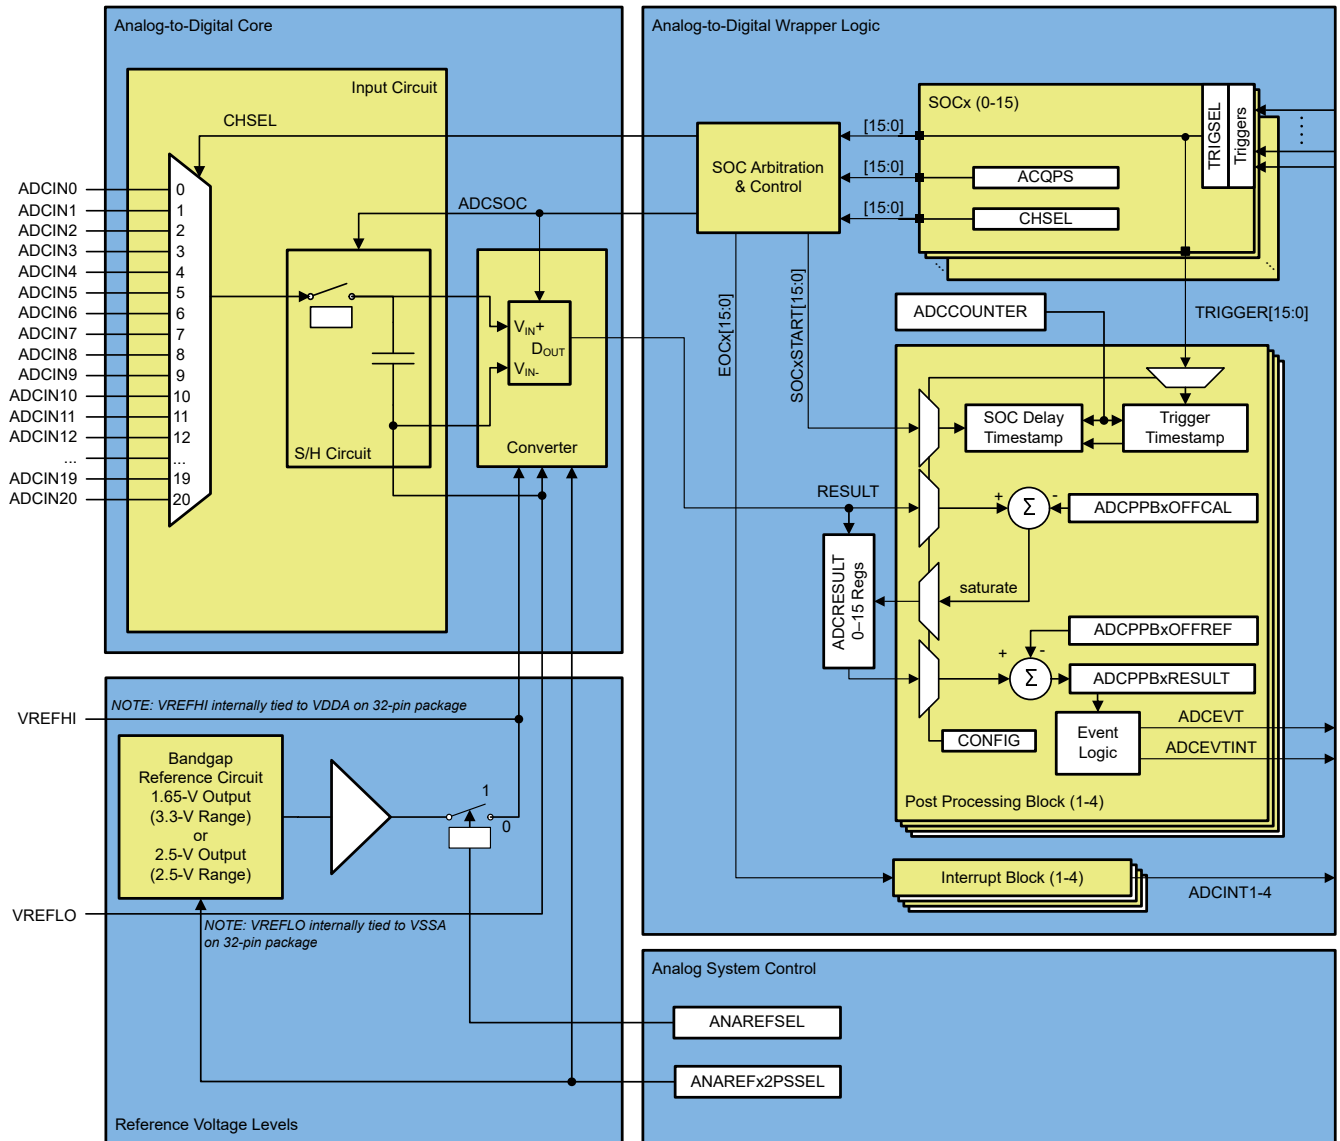 Analog-to-Digital Core
Input Circuit
CHSEL
ADCIN0
ADCIN1
ADCIN2
ADCIN3
ADCIN4
ADCIN5
ADCIN6
ADCIN7
ADCIN8
ADCIN9
ADCIN10
ADCIN11
ADCIN12
...
ADCIN19
ADCIN20
0
1
2
3
4
5
6
7
8
9
10
11
12
...
19
20
ADCSOC
S/H Circuit
VIN+
DOUT
VIN-
Converter
Analog-to-Digital Wrapper Logic
SOC Arbitration
& Control
[15:0]
[15:0]
[15:0]
SOCx (0-15)
ACQPS
CHSEL
TRIGSEL
Triggers
EOCx[15:0]
SOCxSTART[15:0]
ADCCOUNTER
TRIGGER[15:0]
SOC Delay
Timestamp
Trigger
Timestamp
RESULT
+
Σ
-
ADCPPBxOFFCAL
ADCRESULT
0–15 Regs
saturate
ADCPPBxOFFREF
+
-
Σ
ADCPPBxRESULT
CONFIG
Event
Logic
ADCEVT
ADCEVTINT
Post Processing Block (1-4)
Interrupt Block (1-4)
ADCINT1-4
VREFHI
NOTE: VREFHI internally tied to VDDA on 32-pin package
Bandgap
Reference Circuit
1.65-V Output
(3.3-V Range)
or
2.5-V Output
(2.5-V Range)
1
0
VREFLO
NOTE: VREFLO internally tied to VSSA
on 32-pin package
Reference Voltage Levels
Analog System Control
ANAREFSEL
ANAREFx2PSSEL